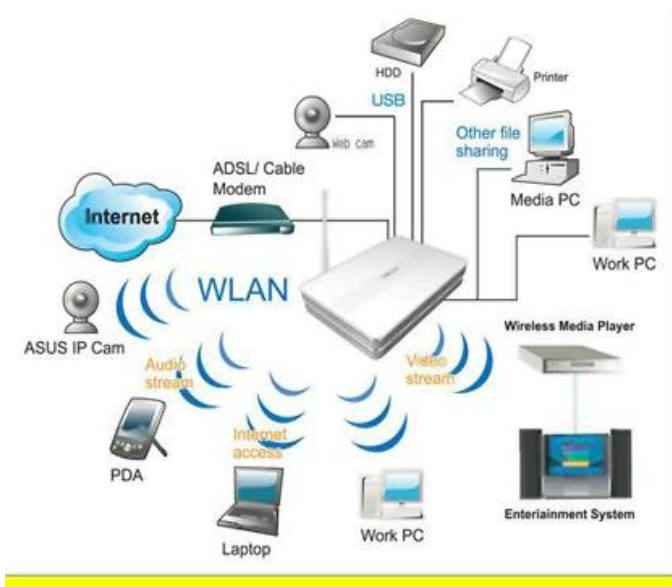 HDD
USB
Printer
Web cam
Other file
sharing
ADSL/ Cable
Modem
Media PC
Internet
Work PC
WLAN
ASUS IP Cam
Wireless Media Player
Audio
stream
Video
stream
Internet
access
PDA
Laptop
Work PC
Enteriainment System